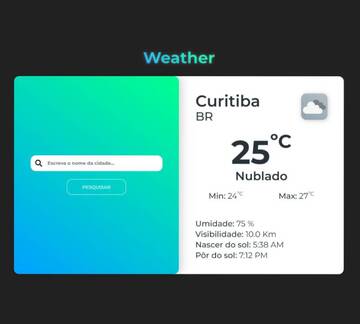 Weather
Escreva o nome da cidade...
PESQUISAR
Curitiba
BR
25°C
Nublado
Min: 24°C Max: 27°C
Umidade: 75 %
Visibilidade: 10.0 Km
Nascer do sol: 5:38 AM
Pôr do sol: 7:12 PM